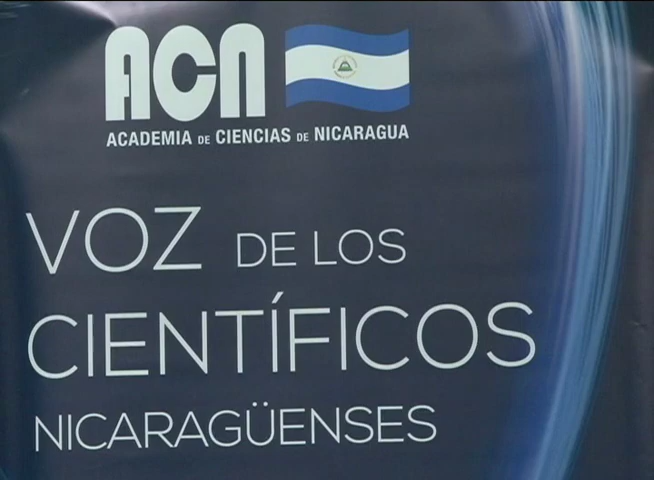 ACN
ACADEMIA DE CIENCIAS DE NICARAGUA
VOZ DE LOS
CIENTÍFICOS
NICARAGÜENSES